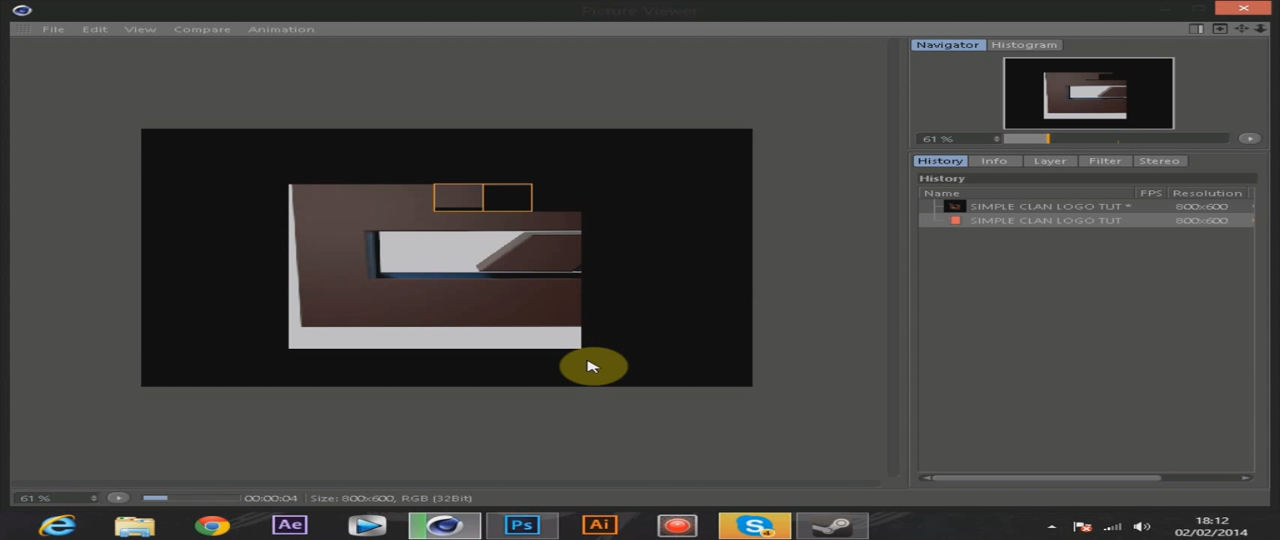 Picture Viewer
File Edit View Compare Animation
Navigator Histogram
61 %
History Info Layer Filter Stereo
History
Name FPS Resolution
SIMPLE CLAN LOGO TUT * 800x600
SIMPLE CLAN LOGO TUT 800x600
61 % 00:00:04 Size: 800x600, RGB (32Bit)
Ae Ps Ai S 4
18:12
02/02/2014